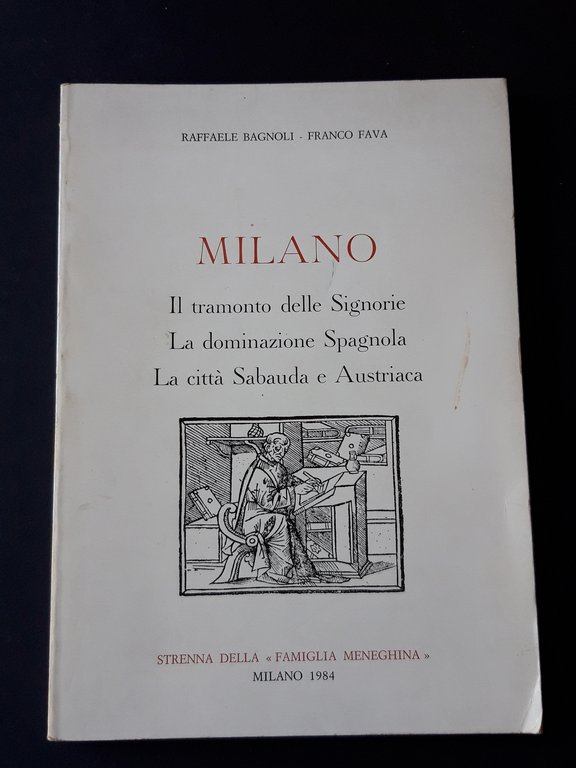 RAFFAELE BAGNOLI - FRANCO FAVA
MILANO
Il tramonto delle Signorie
La dominazione Spagnola
La città Sabauda e Austriaca
STRENNA DELLA « FAMIGLIA MENEGHINA »
MILANO 1984